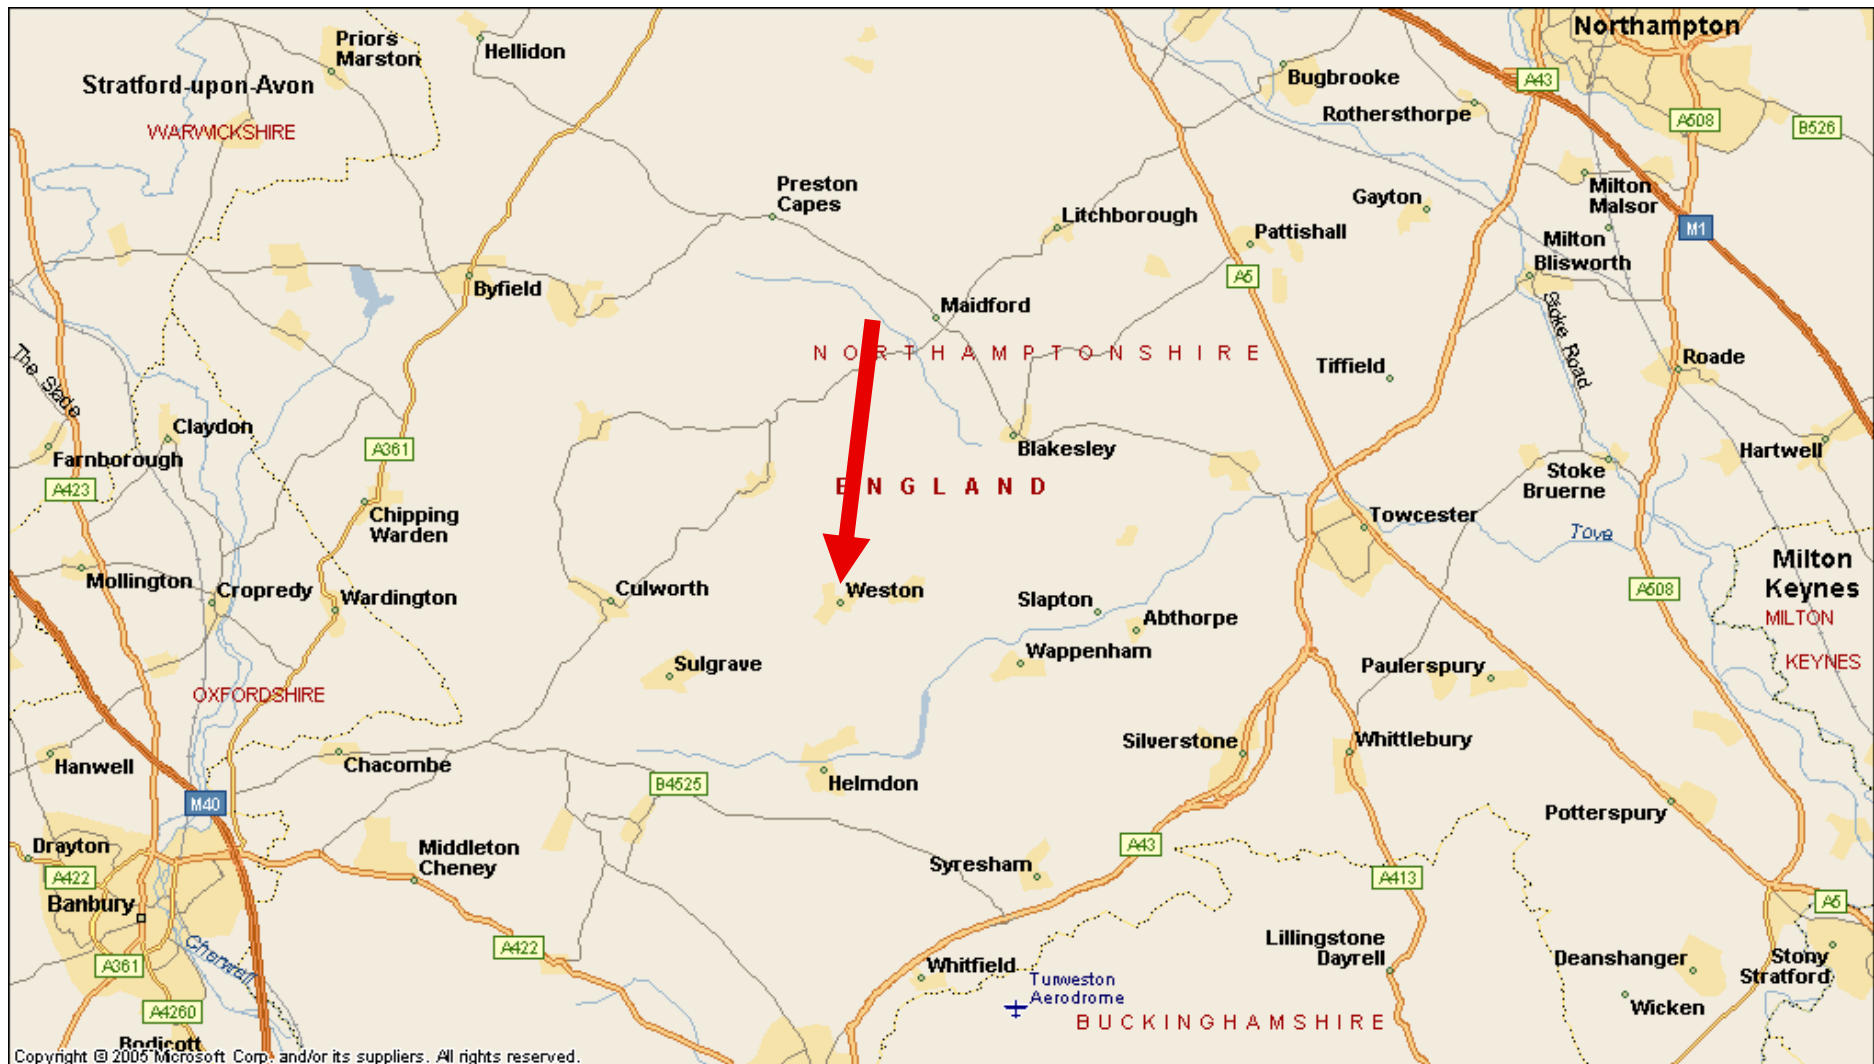 Northampton
Priors
Marston
Hellidon
Stratford-upon-Avon
WARWICKSHIRE
Bugbrooke
A43
Rothersthorpe
A508
B526
Preston
Capes
Litchborough
Gayton
Milton
Malsor
Pattishall
Milton
M1
Blisworth
A5
Byfield
Maidford
Stoke Road
NORTHAMPTONSHIRE
Tiffield
Roade
The Slade
Claydon
A361
Farnborough
Blakesley
Hartwell
A423
ENGLAND
Stoke
Bruerne
Chipping
Warden
Towcester
Tove
Milton
Keynes
Mollington
Cropredy
Wardington
Culworth
Weston
Slapton
Abthorpe
A508
MILTON
KEYNES
Sulgrave
Wappenham
Paulerspury
OXFORDSHIRE
Hanwell
Chacombe
Silverstone
Whittlebury
B4525
Helmdon
M40
Potterspury
Drayton
Middleton
Cheney
A43
Syresham
A422
A413
Banbury
A5
A422
Cherwell
Lillingstone
Dayrell
A361
Whitfield
Turweston
Aerodrome
Deanshanger
Stony
Stratford
A4260
Wicken
BUCKINGHAMSHIRE
Bodicott
Copyright © 2005 Microsoft Corp. and/or its suppliers. All rights reserved.